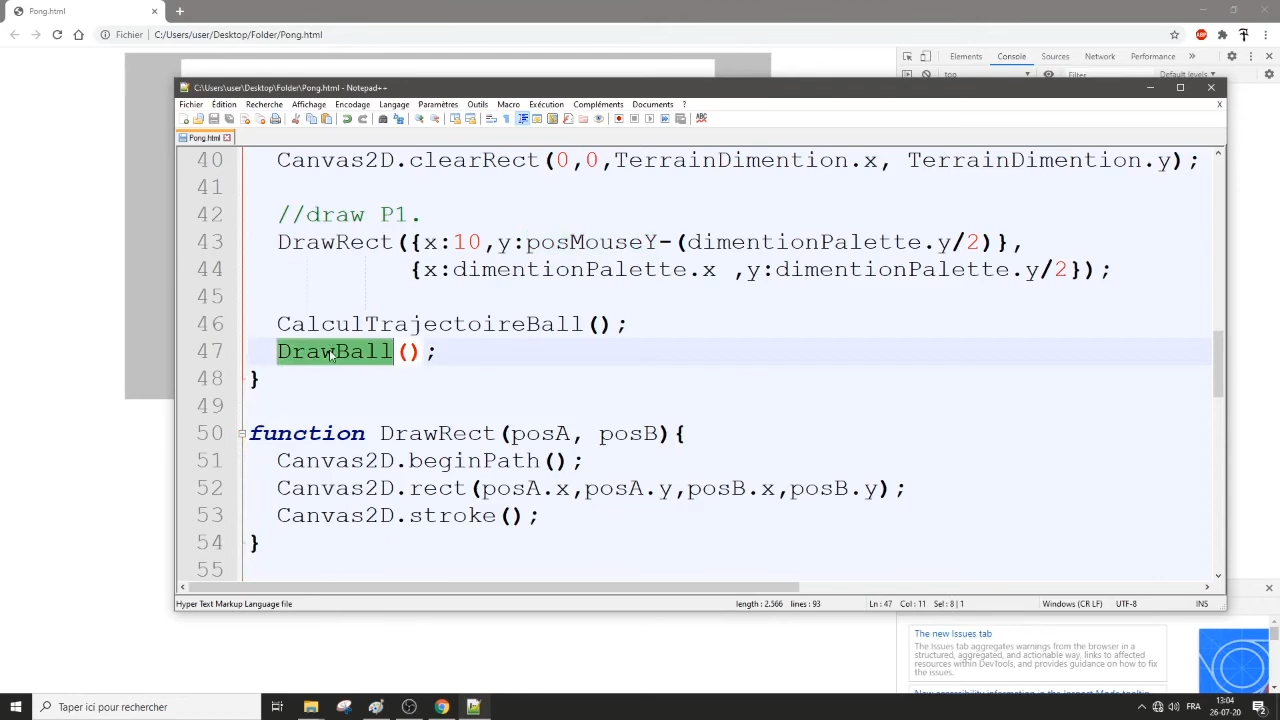 Pong.html
Fichier C:/Users/user/Desktop/Folder/Pong.html
Elements Console Sources Network Performance
top Filter Default levels
C:\Users\user\Desktop\Folder\Pong.html - Notepad++
Fichier Édition Recherche Affichage Encodage Langage Paramètres Outils Macro Exécution Compléments Documents ? X
Pong.html
40 Canvas2D.clearRect(0,0,TerrainDimention.x, TerrainDimention.y);
41
42 //draw P1.
43 DrawRect({x:10,y:posMouseY-(dimentionPalette.y/2)},
44 {x:dimentionPalette.x ,y:dimentionPalette.y/2});
45
46 CalculTrajectoireBall();
47 DrawBall();
48 }
49
50 function DrawRect(posA, posB){
51 Canvas2D.beginPath();
52 Canvas2D.rect(posA.x,posA.y,posB.x,posB.y);
53 Canvas2D.stroke();
54 }
55
Hyper Text Markup Language file length : 2.566 lines : 93 Ln : 47 Col : 11 Sel : 8 | 1 Windows (CR LF) UTF-8 INS
The new Issues tab
The Issues tab aggregates warnings from the browser in a
structured, aggregated, and actionable way, links to affected
resources within DevTools, and provides guidance on how to fix
the issues.
Taper ici pour rechercher
FRA
13:04
26-07-20
2